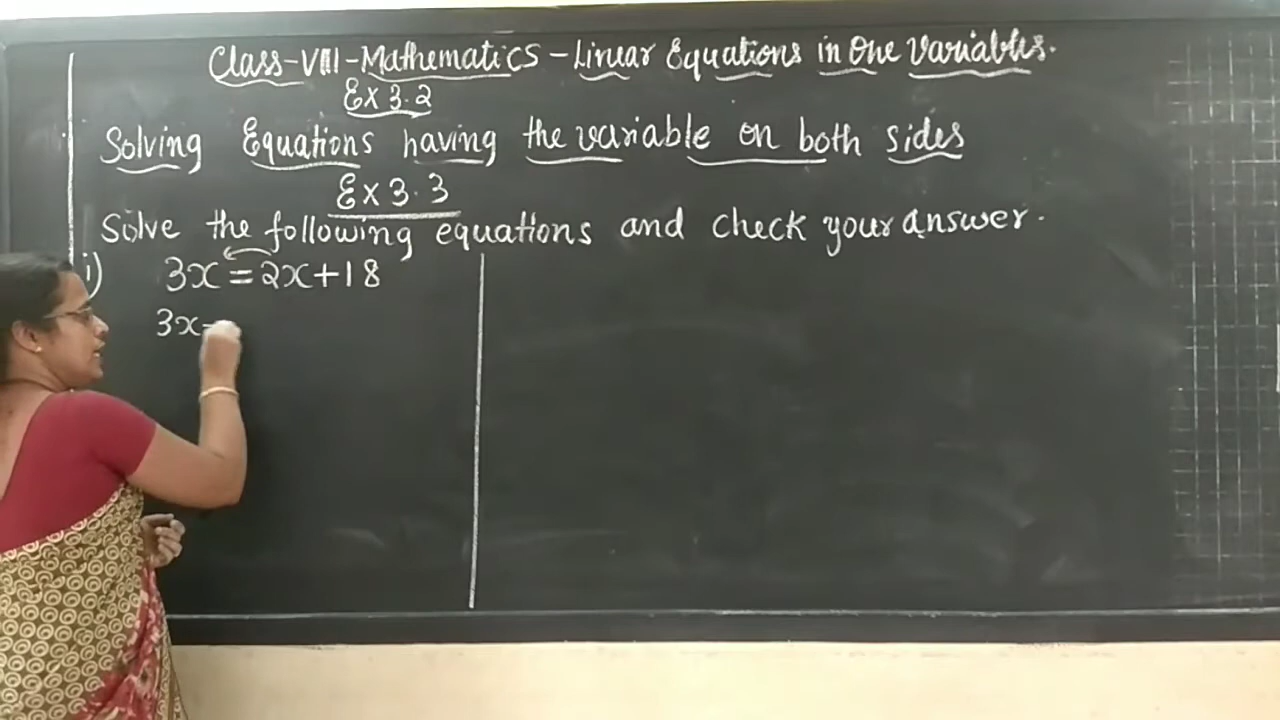 Class-VIII-Mathematics-Linear Equations in One Variables.
Ex 3.2
Solving Equations having the variable on both sides
Ex 3.3
Solve the following equations and check your answer.
i) 3x=2x+18
3x-